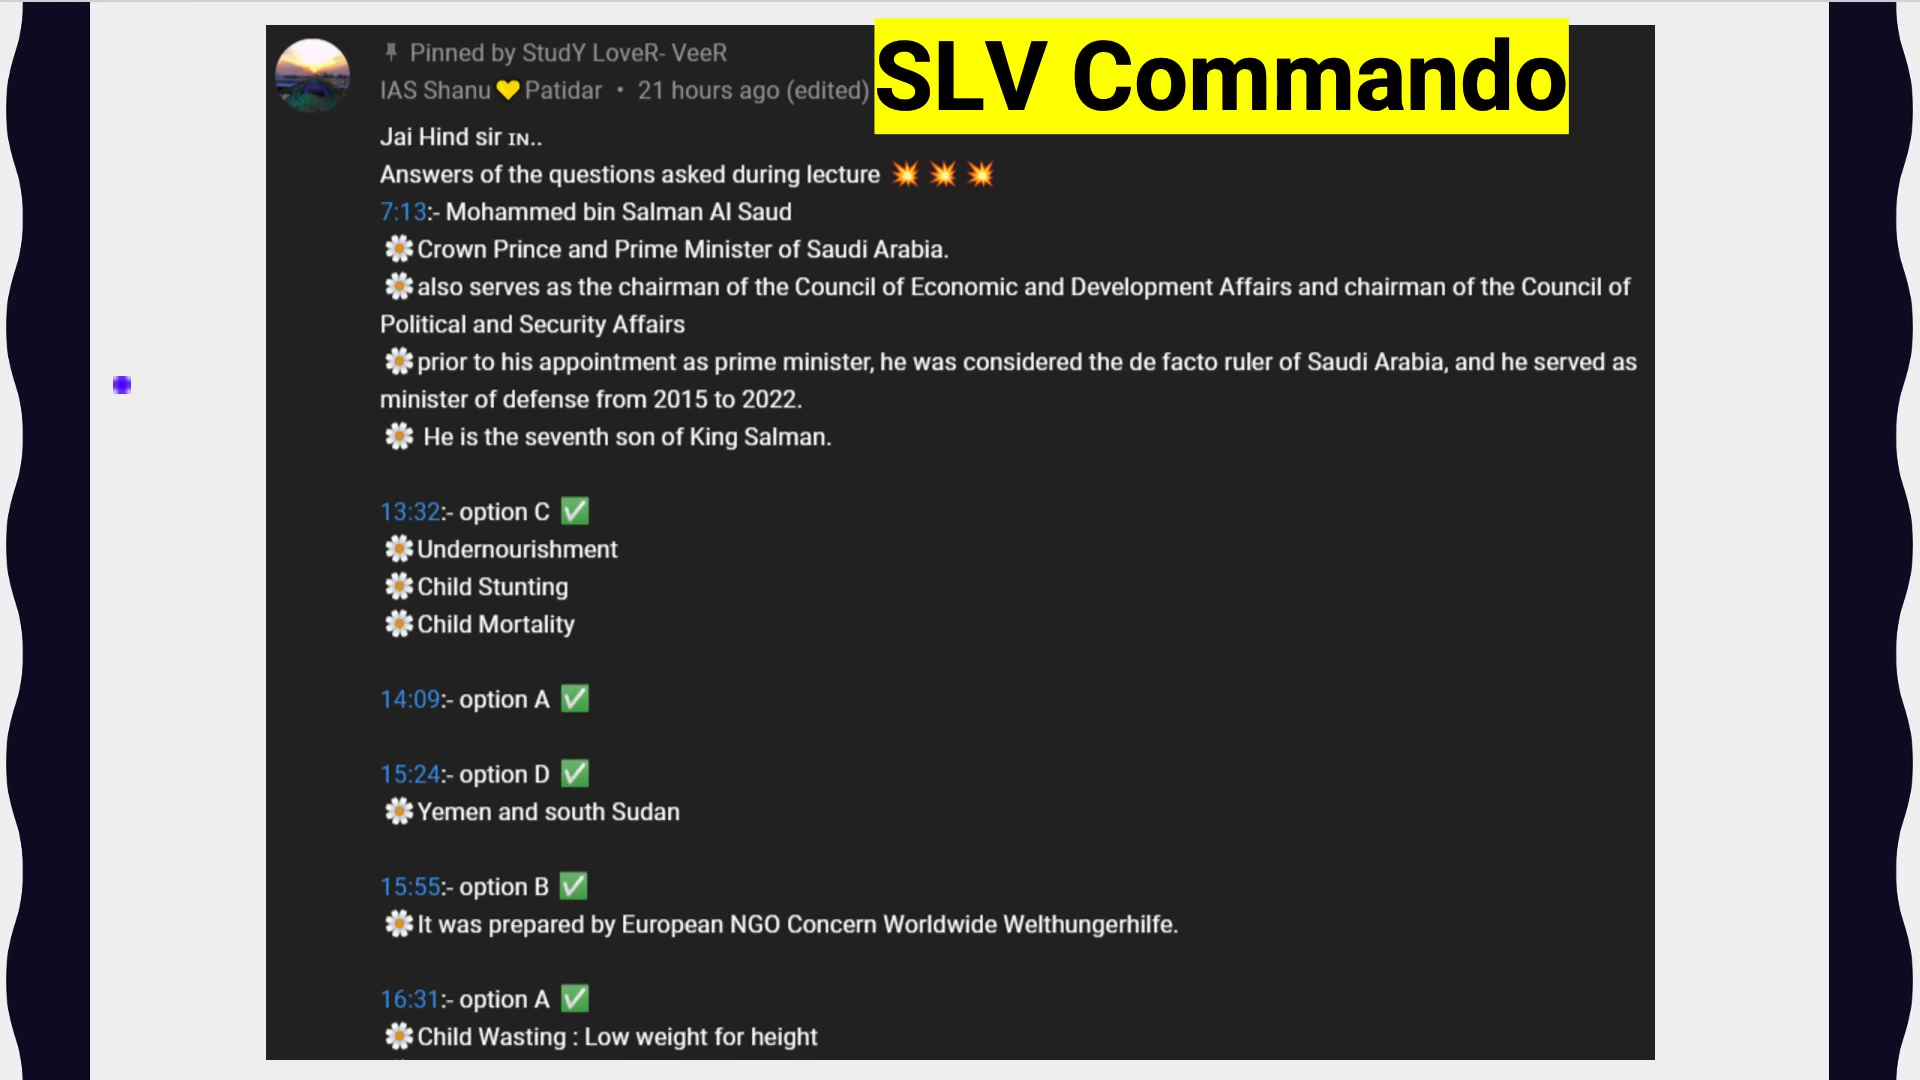 Pinned by StudY LoveR- VeeR
SLV Commando
IAS Shanu💛Patidar • 21 hours ago (edited)
Jai Hind sir ɪɴ..
Answers of the questions asked during lecture 💥 💥 💥
7:13:- Mohammed bin Salman Al Saud
🌼Crown Prince and Prime Minister of Saudi Arabia.
🌼also serves as the chairman of the Council of Economic and Development Affairs and chairman of the Council of
Political and Security Affairs
🌼prior to his appointment as prime minister, he was considered the de facto ruler of Saudi Arabia, and he served as
minister of defense from 2015 to 2022.
🌼 He is the seventh son of King Salman.
13:32:- option C ✅
🌼Undernourishment
🌼Child Stunting
🌼Child Mortality
14:09:- option A ✅
15:24:- option D ✅
🌼Yemen and south Sudan
15:55:- option B ✅
🌼It was prepared by European NGO Concern Worldwide Welthungerhilfe.
16:31:- option A ✅
🌼Child Wasting : Low weight for height